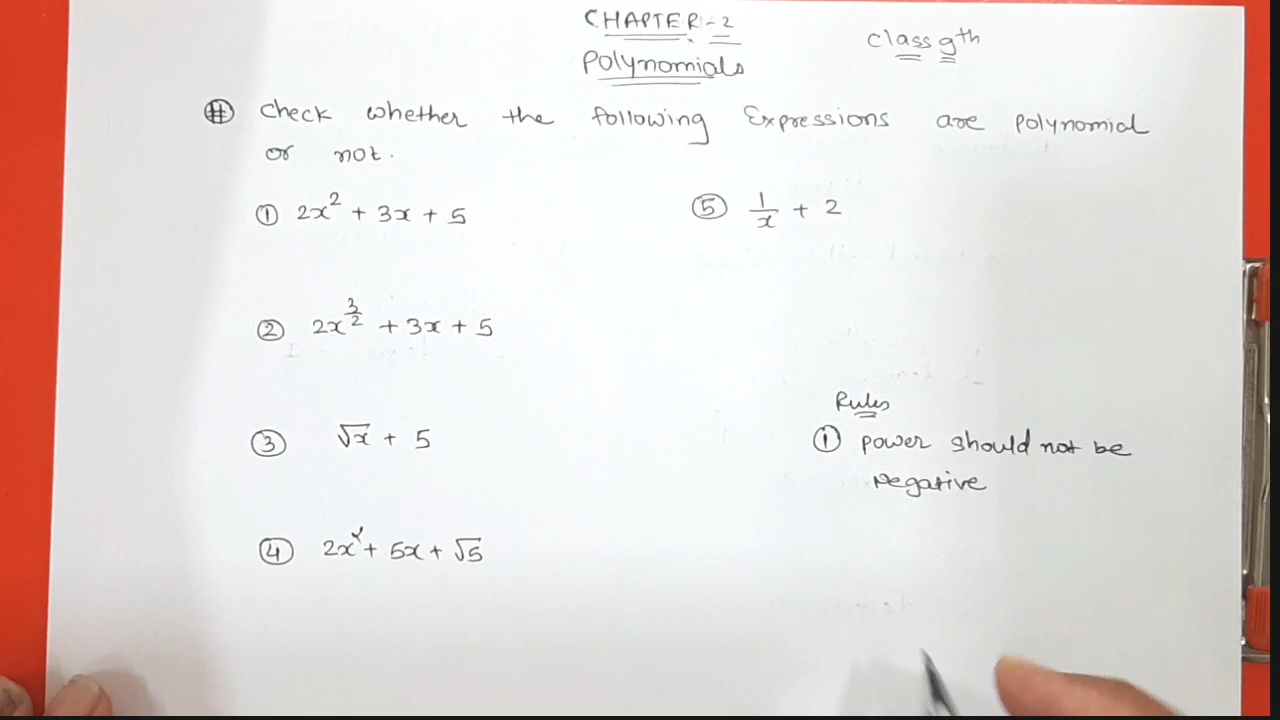 CHAPTER-2
Polynomials
Class 9th
# Check whether the following Expressions are polynomial
or not.
① 2x² + 3x + 5
② 2x^(3/2) + 3x + 5
③ √x + 5
④ 2x² + 5x + √5
⑤ 1/x + 2
Rules
① power should not be
Negative